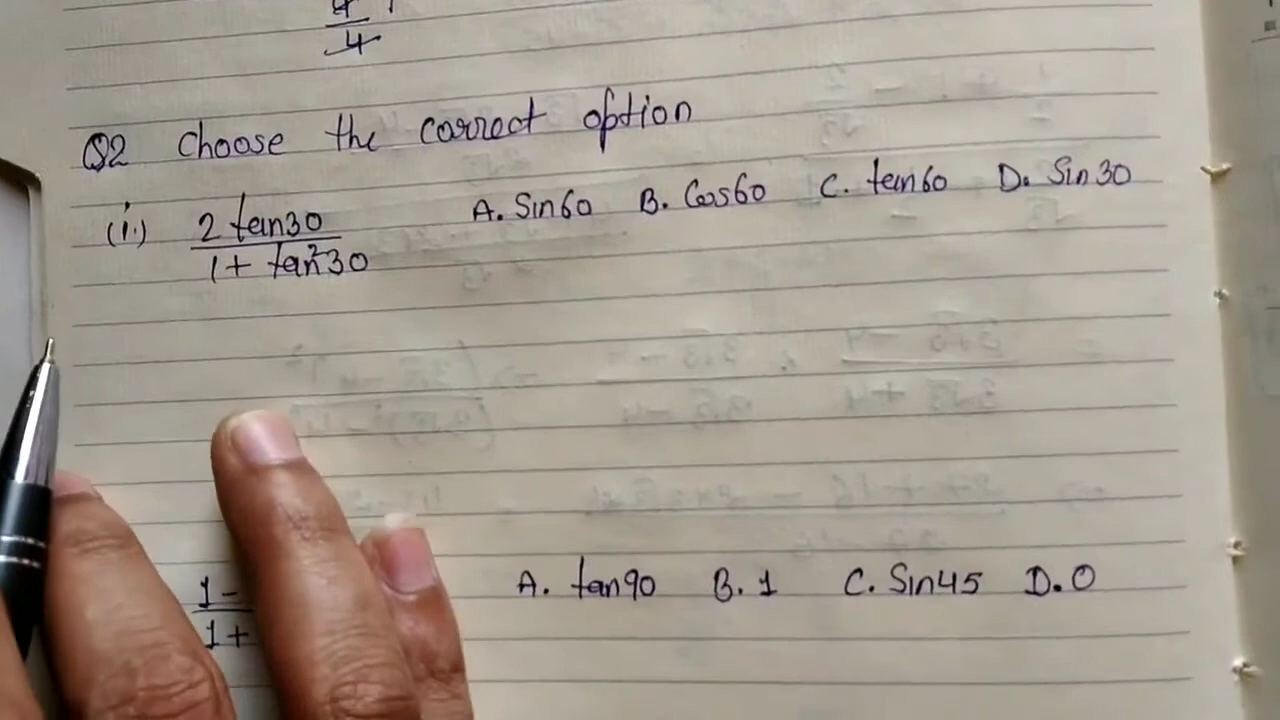 4
4
Q2 Choose the correct option
(i.) 2 tan30 / 1 + tan²30 A. Sin60 B. Cos60 C. tan60 D. Sin30
1 - / 1 + A. tan90 B. 1 C. Sin45 D. 0